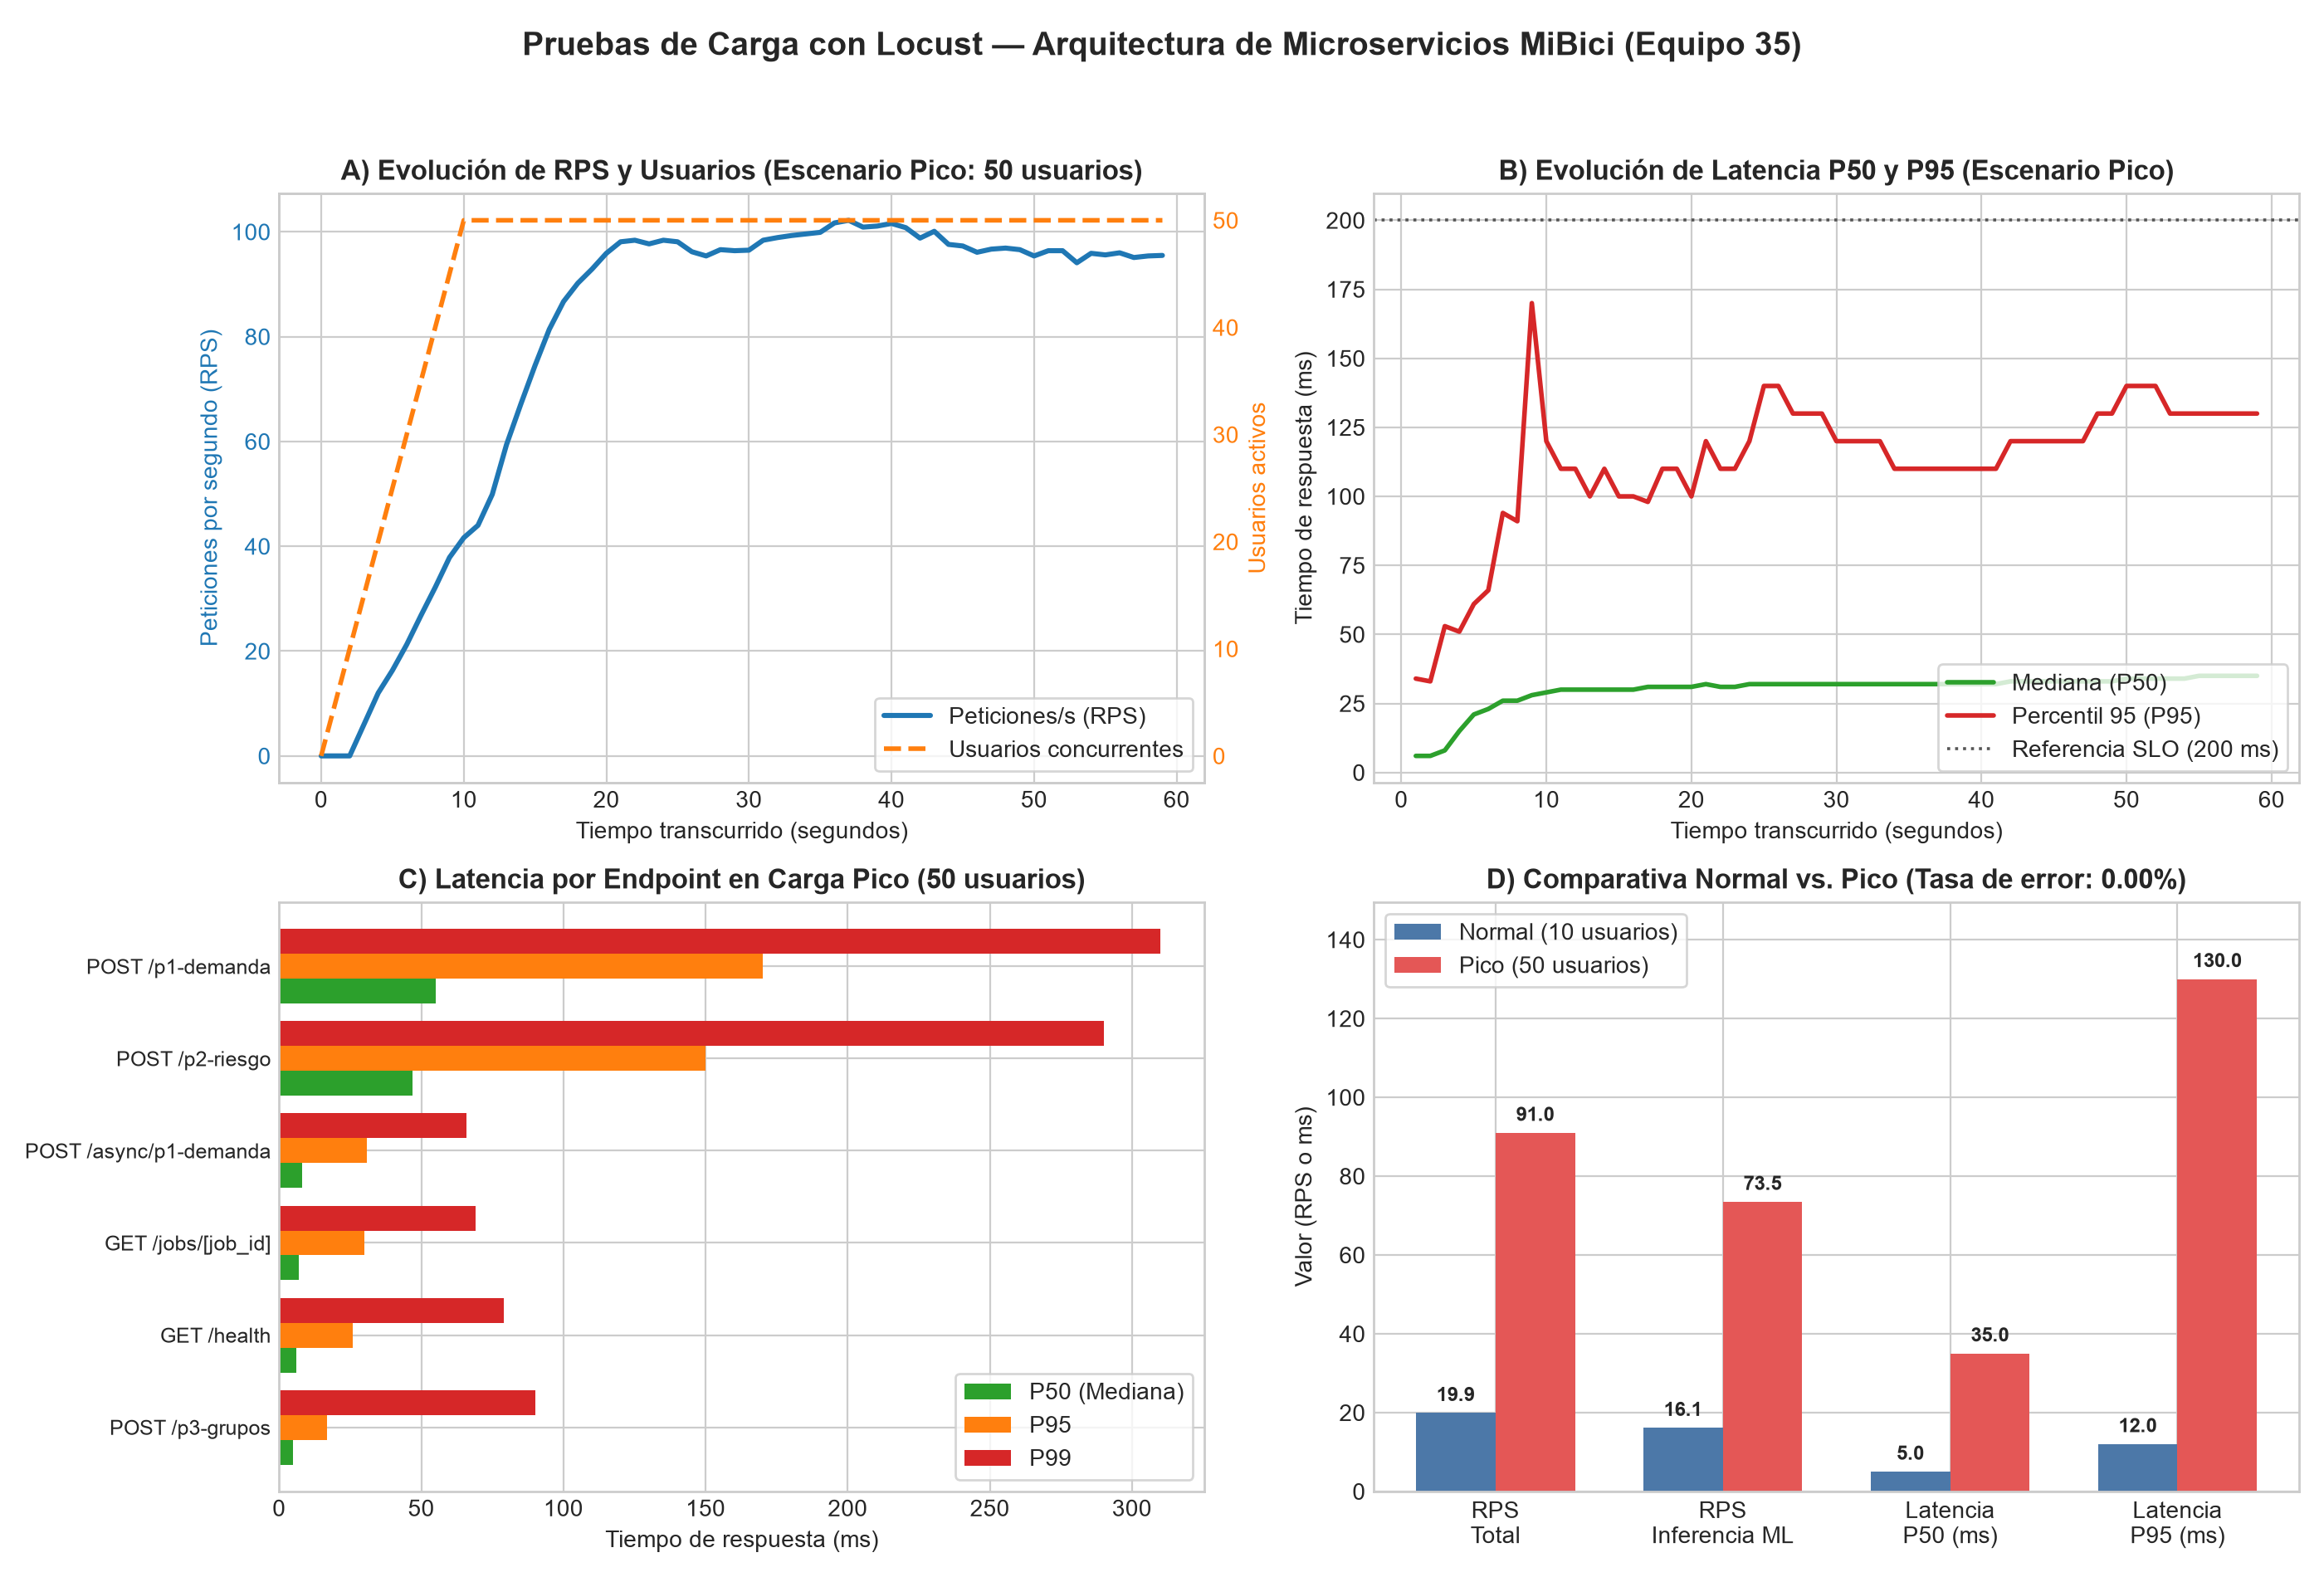 Pruebas de Carga con Locust — Arquitectura de Microservicios MiBici (Equipo 35)
A) Evolución de RPS y Usuarios (Escenario Pico: 50 usuarios)
Peticiones por segundo (RPS)
100
80
60
40
20
0
50
40
30
20
10
0
Usuarios activos
Peticiones/s (RPS)
Usuarios concurrentes
0 10 20 30 40 50 60
Tiempo transcurrido (segundos)
B) Evolución de Latencia P50 y P95 (Escenario Pico)
Tiempo de respuesta (ms)
200
175
150
125
100
75
50
25
0
Mediana (P50)
Percentil 95 (P95)
Referencia SLO (200 ms)
0 10 20 30 40 50 60
Tiempo transcurrido (segundos)
C) Latencia por Endpoint en Carga Pico (50 usuarios)
POST /p1-demanda
POST /p2-riesgo
POST /async/p1-demanda
GET /jobs/[job_id]
GET /health
POST /p3-grupos
P50 (Mediana)
P95
P99
0 50 100 150 200 250 300
Tiempo de respuesta (ms)
D) Comparativa Normal vs. Pico (Tasa de error: 0.00%)
Valor (RPS o ms)
140
120
100
80
60
40
20
0
Normal (10 usuarios)
Pico (50 usuarios)
19.9
91.0
16.1
73.5
5.0
35.0
12.0
130.0
RPS
Total
RPS
Inferencia ML
Latencia
P50 (ms)
Latencia
P95 (ms)